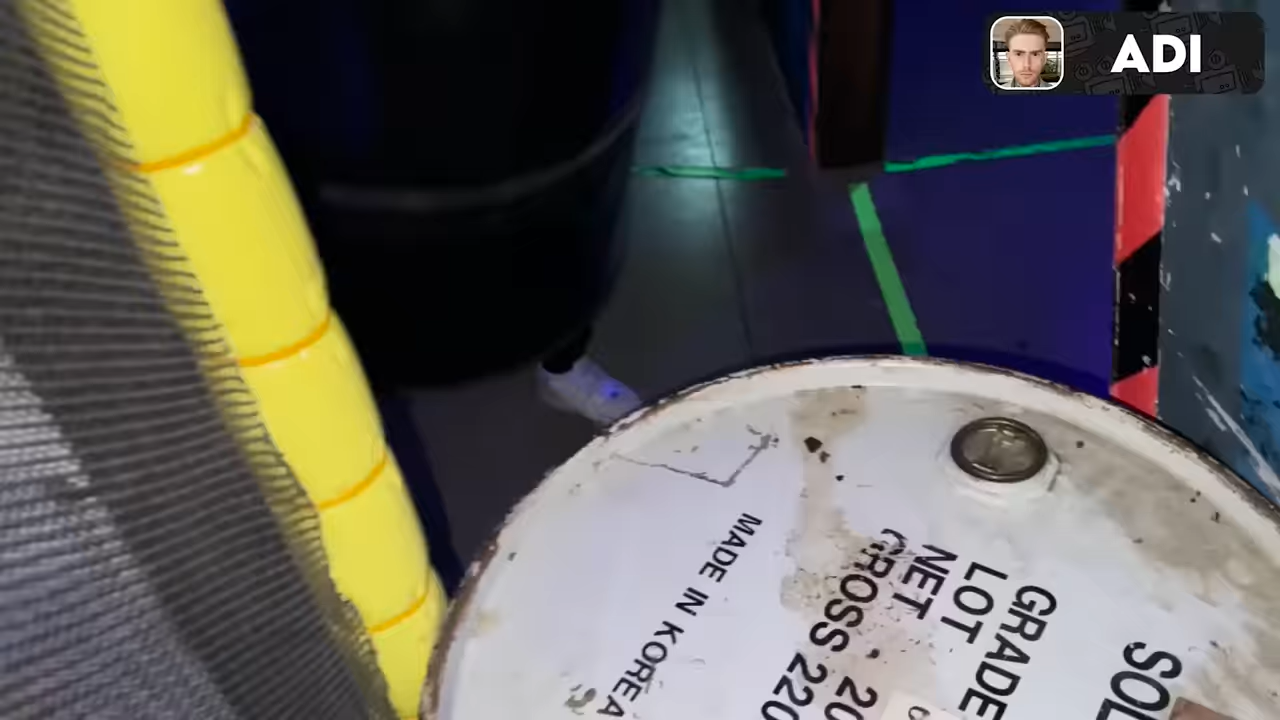 ADI
MADE IN KOREA
GROSS 220
NET 20
LOT
GRADE
SOL